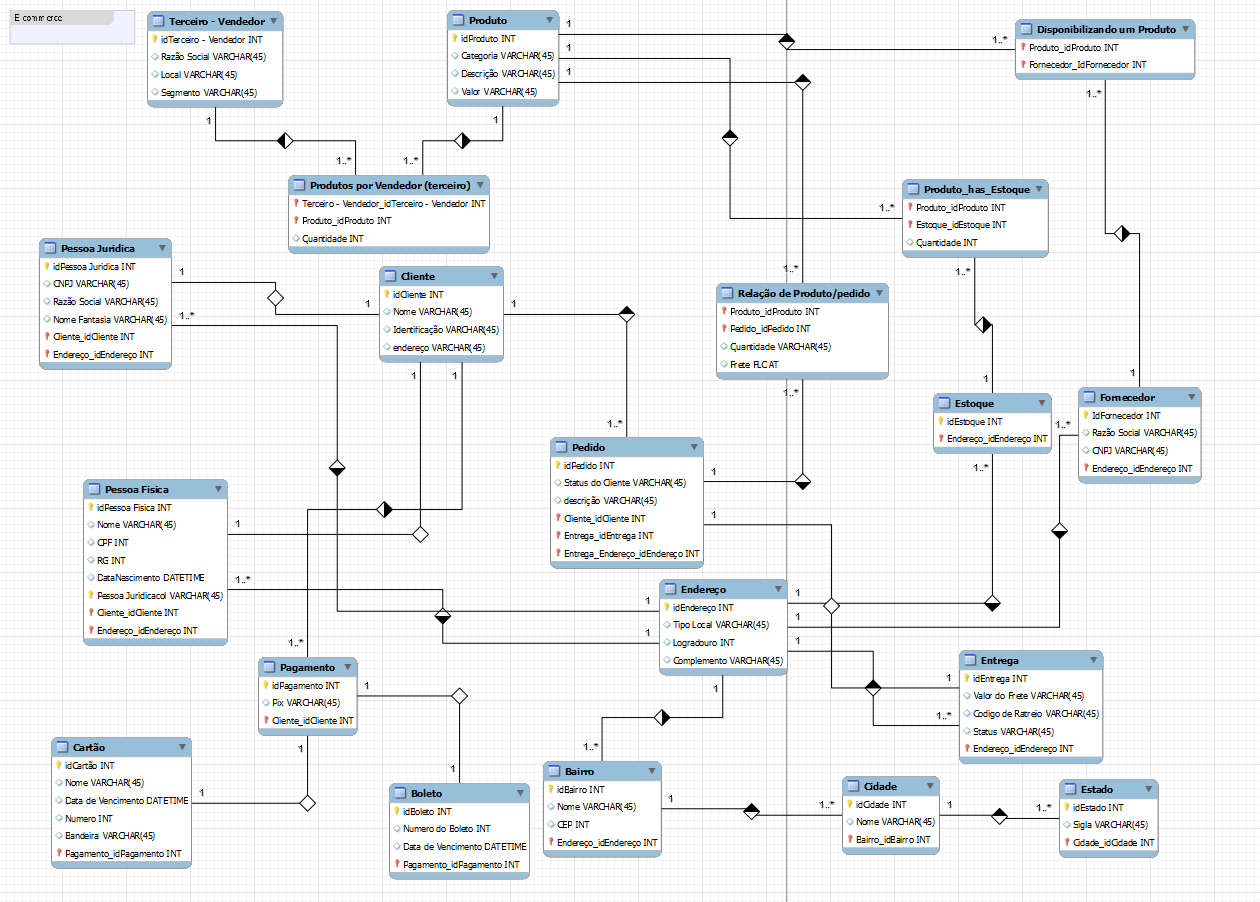 E commerce
Terceiro - Vendedor
idTerceiro - Vendedor INT
Razão Social VARCHAR(45)
Local VARCHAR(45)
Segmento VARCHAR(45)
Produto
idProduto INT
Categoria VARCHAR(45)
Descrição VARCHAR(45)
Valor VARCHAR(45)
1
1
1
1..*
Disponibilizando um Produto
Produto_idProduto INT
Fornecedor_IdFornecedor INT
1..*
1
1
1..*
1..*
Produtos por Vendedor (terceiro)
Terceiro - Vendedor_idTerceiro - Vendedor INT
Produto_idProduto INT
Quantidade INT
1..*
Produto_has_Estoque
Produto_idProduto INT
Estoque_idEstoque INT
Quantidade INT
1..*
Pessoa Juridica
idPessoa Juridica INT
CNPJ VARCHAR(45)
Razão Social VARCHAR(45)
Nome Fantasia VARCHAR(45)
Cliente_idCliente INT
Endereço_idEndereço INT
1
1..*
1
Cliente
idCliente INT
Nome VARCHAR(45)
Identificação VARCHAR(45)
endereço VARCHAR(45)
1
1
1
1..*
Relação de Produto/pedido
Produto_idProduto INT
Pedido_idPedido INT
Quantidade VARCHAR(45)
Frete FLCAT
1..*
1
Estoque
idEstoque INT
Endereço_idEndereço INT
1..*
1
Fornecedor
IdFornecedor INT
Razão Social VARCHAR(45)
CNPJ VARCHAR(45)
Endereço_idEndereço INT
1..*
1..*
Pedido
idPedido INT
Status do Cliente VARCHAR(45)
descrição VARCHAR(45)
Cliente_idCliente INT
Entrega_idEntrega INT
Entrega_Endereço_idEndereço INT
1
1
Pessoa Fisica
idPessoa Fisica INT
Nome VARCHAR(45)
CPF INT
RG INT
DataNascimento DATETIME
Pessoa Juridicacol VARCHAR(45)
Cliente_idCliente INT
Endereço_idEndereço INT
1
1..*
1
1
Endereço
idEndereço INT
Tipo Local VARCHAR(45)
Logradouro INT
Complemento VARCHAR(45)
1
1
1
1
1
1..*
Entrega
idEntrega INT
Valor do Frete VARCHAR(45)
Codigo de Ratreio VARCHAR(45)
Status VARCHAR(45)
Endereço_idEndereço INT
1..*
Pagamento
idPagamento INT
Pix VARCHAR(45)
Cliente_idCliente INT
1
1
Cartão
idCartão INT
Nome VARCHAR(45)
Data de Vencimento DATETIME
Numero INT
Bandeira VARCHAR(45)
Pagamento_idPagamento INT
1
1
Boleto
idBoleto INT
Numero do Boleto INT
Data de Vencimento DATETIME
Pagamento_idPagamento INT
1..*
Bairro
idBairro INT
Nome VARCHAR(45)
CEP INT
Endereço_idEndereço INT
1
1..*
Cidade
idCidade INT
Nome VARCHAR(45)
Bairro_idBairro INT
1
1..*
Estado
idEstado INT
Sigla VARCHAR(45)
Cidade_idCidade INT